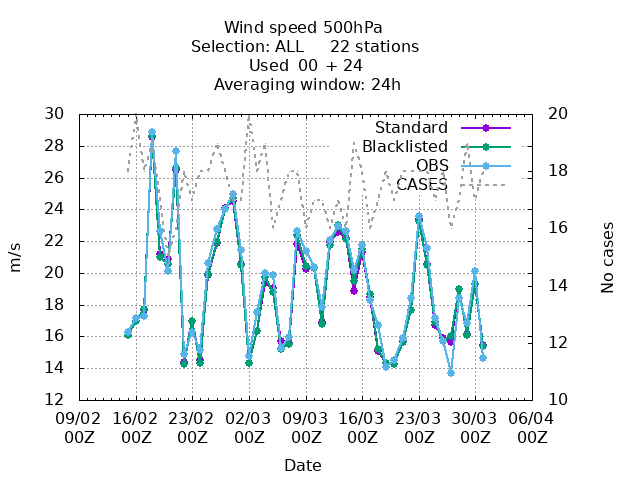 Wind speed 500hPa
Selection: ALL 22 stations
Used 00 + 24
Averaging window: 24h
30 20
Standard
28
Blacklisted
26 18
OBS
CASES
24
22 16
m/s
No cases
20
14
18
16
12
14
12 10
09/02 16/02 23/02 02/03 09/03 16/03 23/03 30/03 06/04
00Z 00Z 00Z 00Z 00Z 00Z 00Z 00Z 00Z
Date